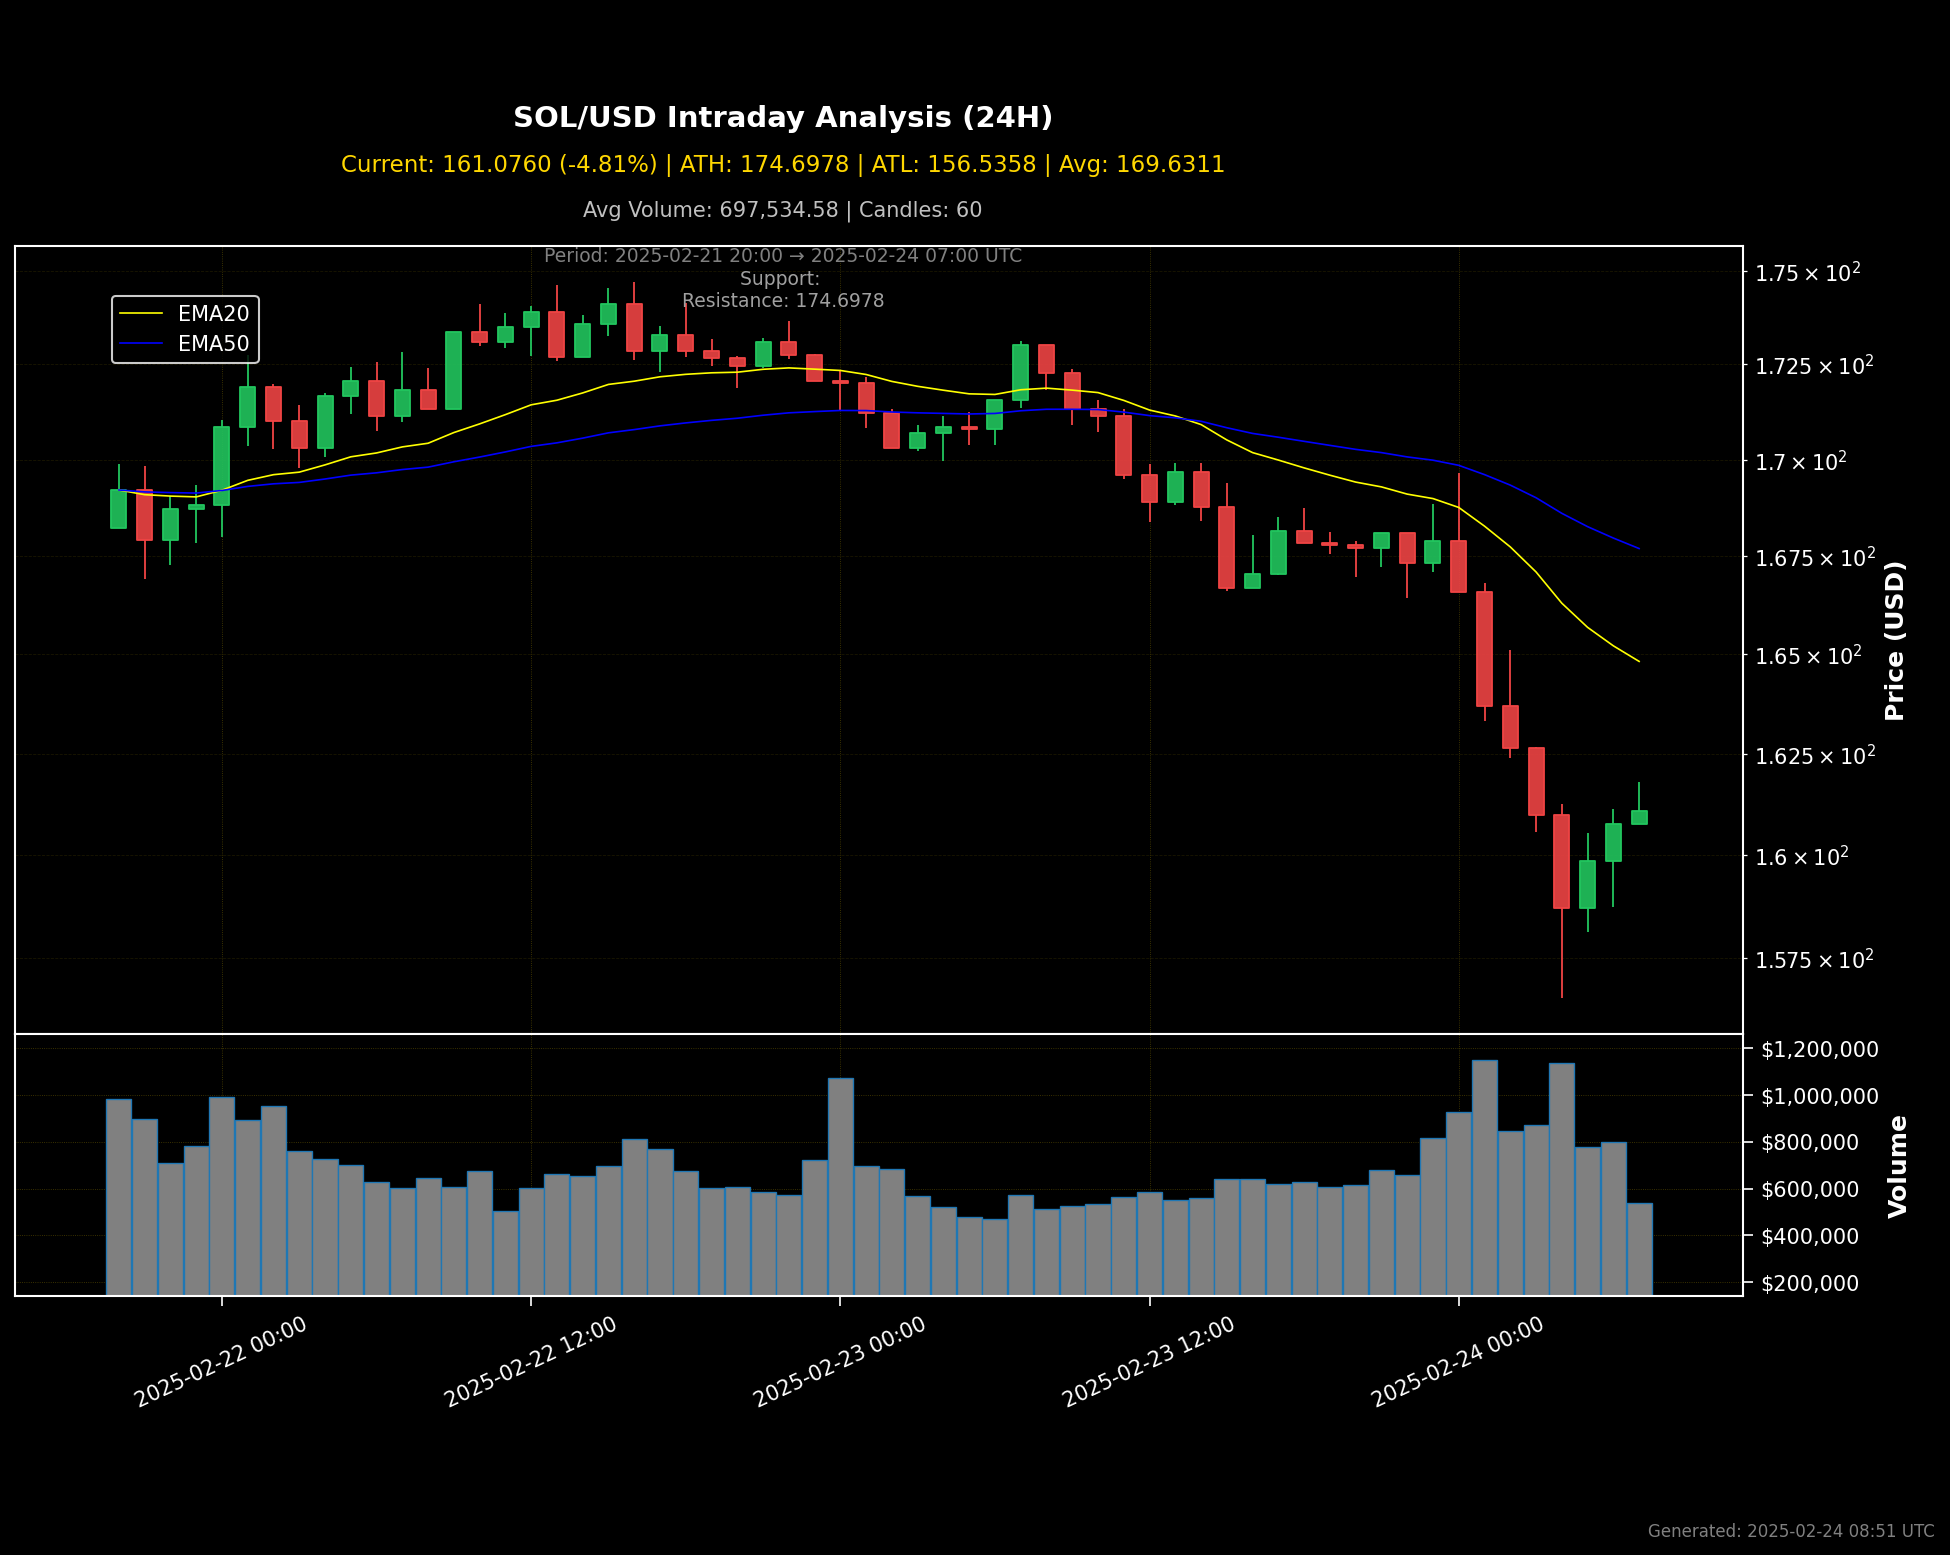 SOL/USD Intraday Analysis (24H)
Current: 161.0760 (-4.81%) | ATH: 174.6978 | ATL: 156.5358 | Avg: 169.6311
Avg Volume: 697,534.58 | Candles: 60
Period: 2025-02-21 20:00 → 2025-02-24 07:00 UTC
Support:
Resistance: 174.6978
EMA20
EMA50
1.75 × 10²
1.725 × 10²
1.7 × 10²
1.675 × 10²
1.65 × 10²
1.625 × 10²
1.6 × 10²
1.575 × 10²
Price (USD)
$1,200,000
$1,000,000
$800,000
$600,000
$400,000
$200,000
Volume
2025-02-22 00:00
2025-02-22 12:00
2025-02-23 00:00
2025-02-23 12:00
2025-02-24 00:00
Generated: 2025-02-24 08:51 UTC